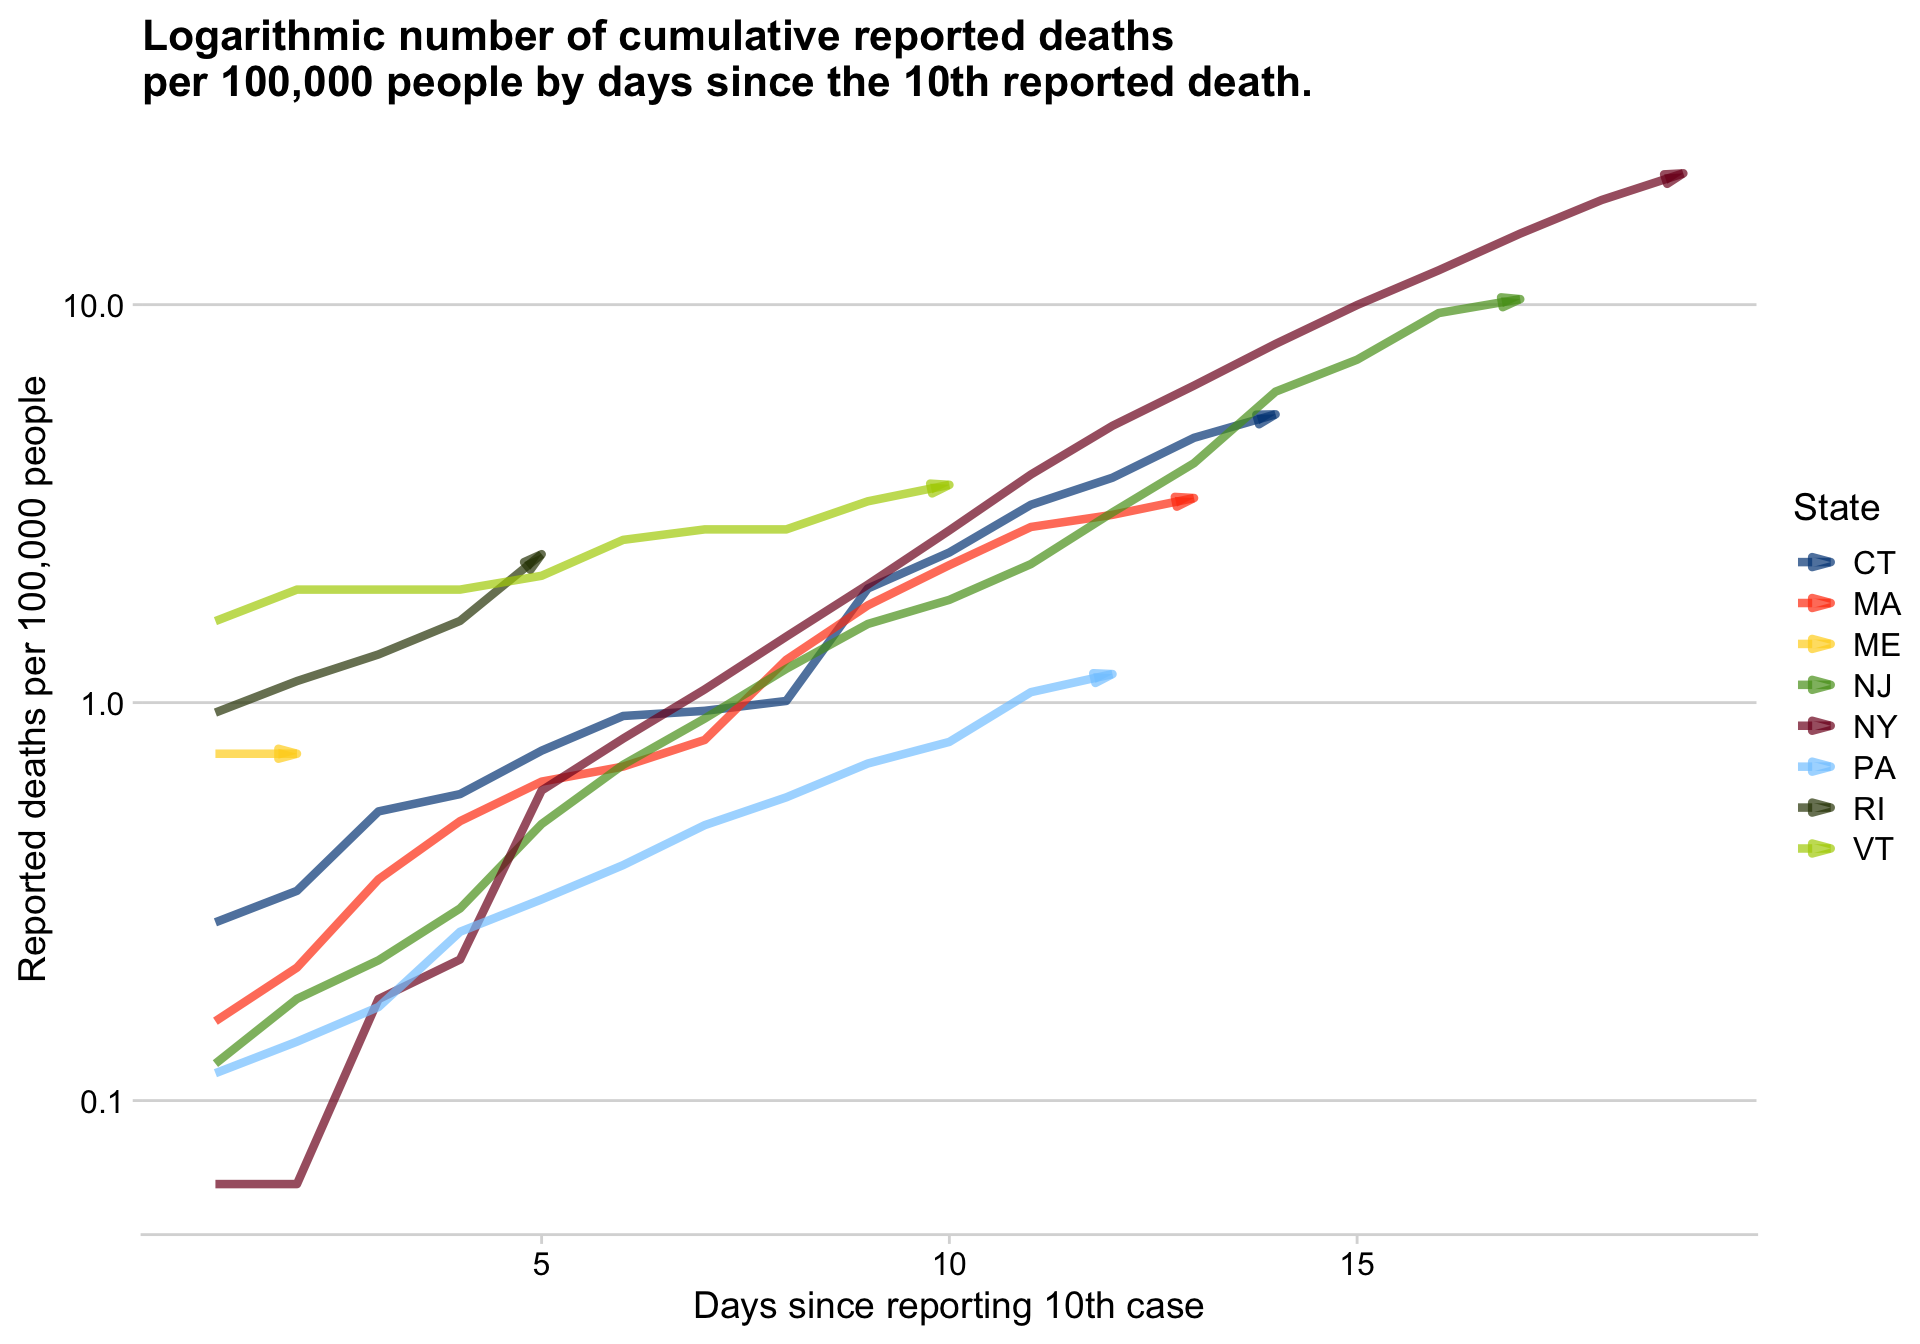 Logarithmic number of cumulative reported deaths
per 100,000 people by days since the 10th reported death.
Reported deaths per 100,000 people
10.0
1.0
0.1
5
10
15
Days since reporting 10th case
State
CT
MA
ME
NJ
NY
PA
RI
VT